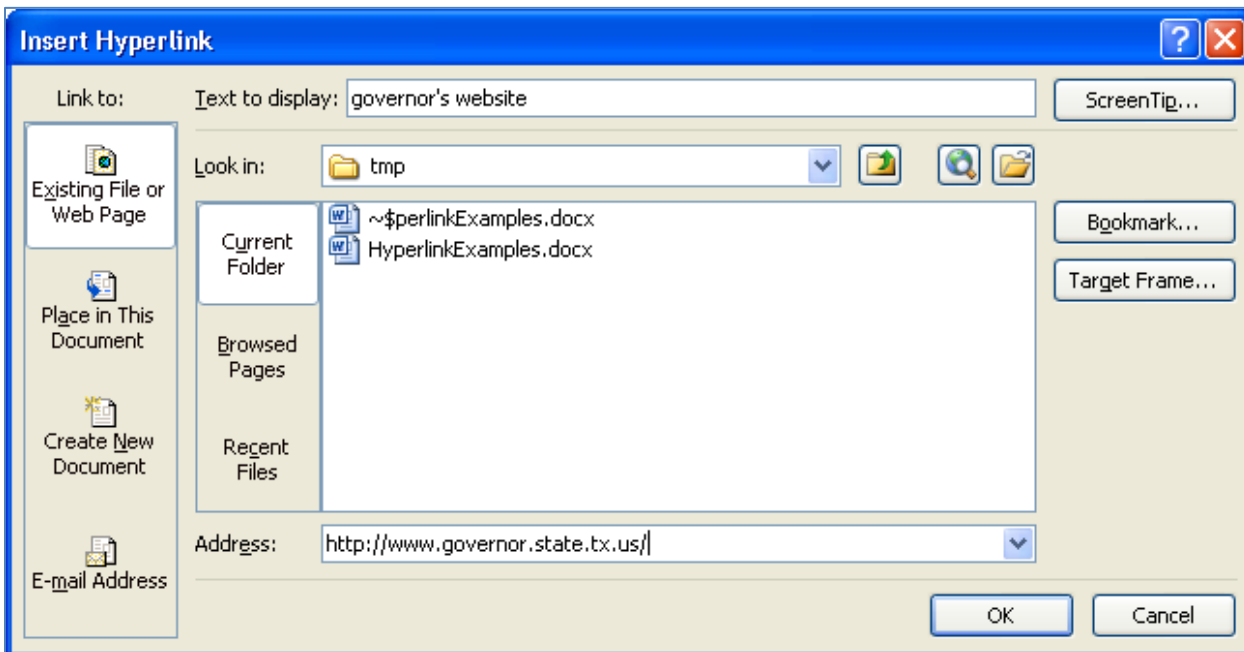 Insert Hyperlink
Link to:
Text to display: governor's website
ScreenTip...
Existing File or
Web Page
Look in: tmp
Current
Folder
~$perlinkExamples.docx
HyperlinkExamples.docx
Bookmark...
Target Frame...
Place in This
Document
Browsed
Pages
Create New
Document
Recent
Files
Address: http://www.governor.state.tx.us/
E-mail Address
OK
Cancel